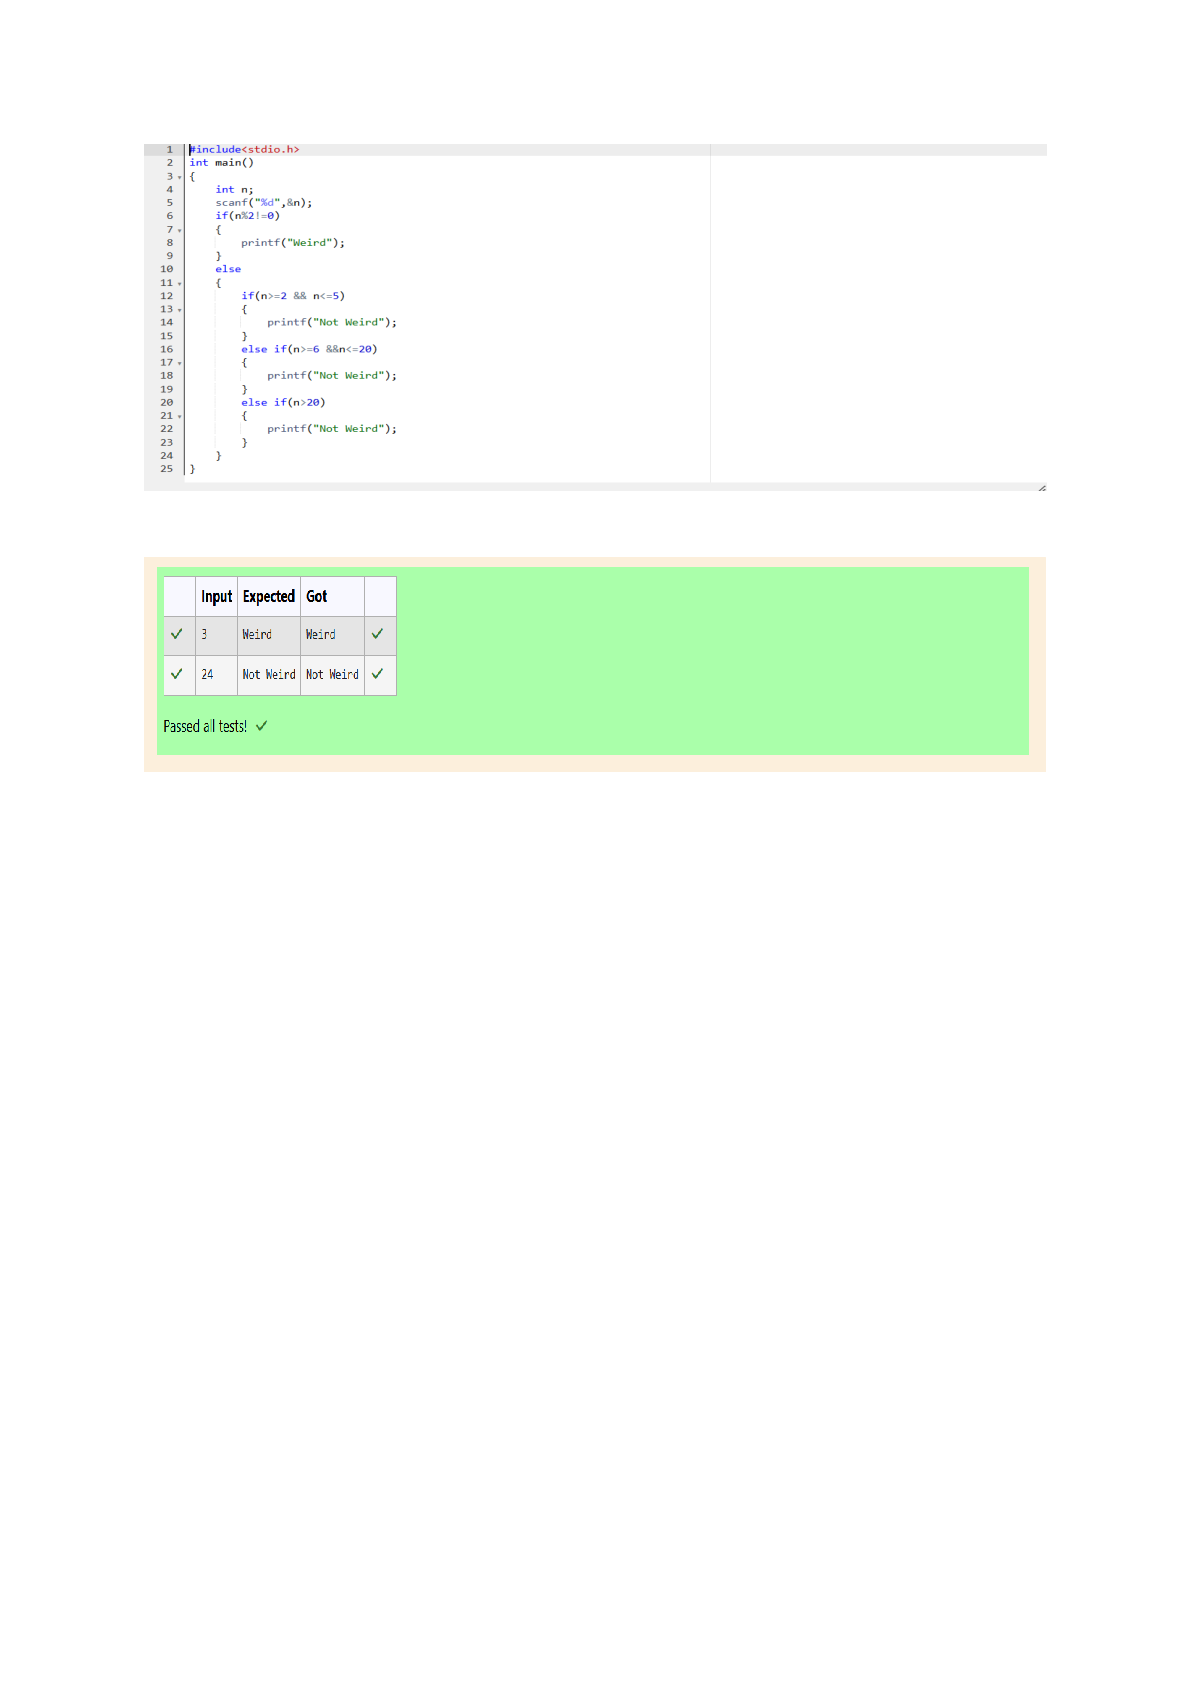 1 #include<stdio.h>
2 int main()
3 {
4     int n;
5     scanf("%d",&n);
6     if(n%2!=0)
7     {
8         printf("Weird");
9     }
10     else
11     {
12         if(n>=2 && n<=5)
13         {
14             printf("Not Weird");
15         }
16         else if(n>=6 &&n<=20)
17         {
18             printf("Not Weird");
19         }
20         else if(n>20)
21         {
22             printf("Not Weird");
23         }
24     }
25 }
Input Expected Got
3 Weird Weird
24 Not Weird Not Weird
Passed all tests!